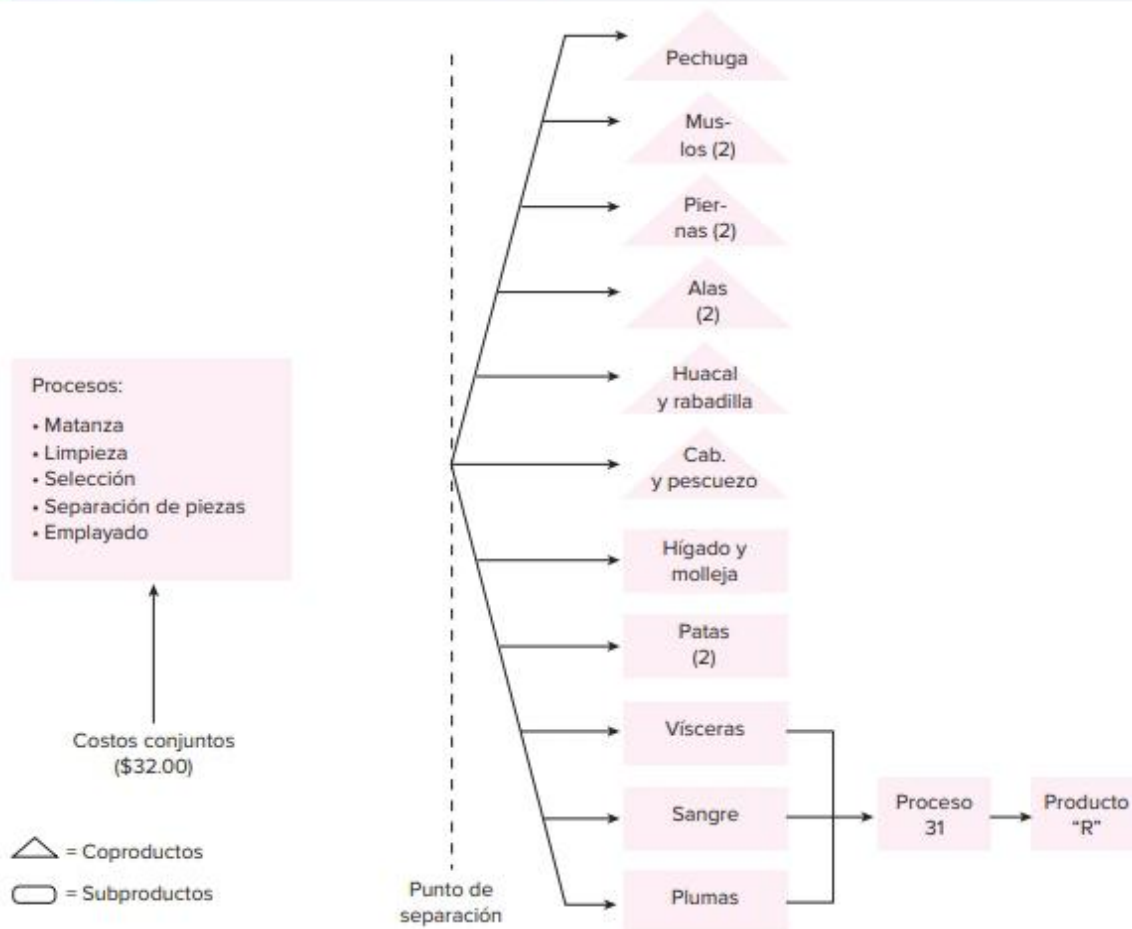 Pechuga
Mus-
los (2)
Pier-
nas (2)
Alas
(2)
Huacal
y rabadilla
Cab.
y pescuezo
Hígado y
molleja
Patas
(2)
Vísceras
Sangre
Plumas
Proceso
31
Producto
“R”
Procesos:
• Matanza
• Limpieza
• Selección
• Separación de piezas
• Emplayado
Costos conjuntos
($32.00)
= Coproductos
= Subproductos
Punto de
separación